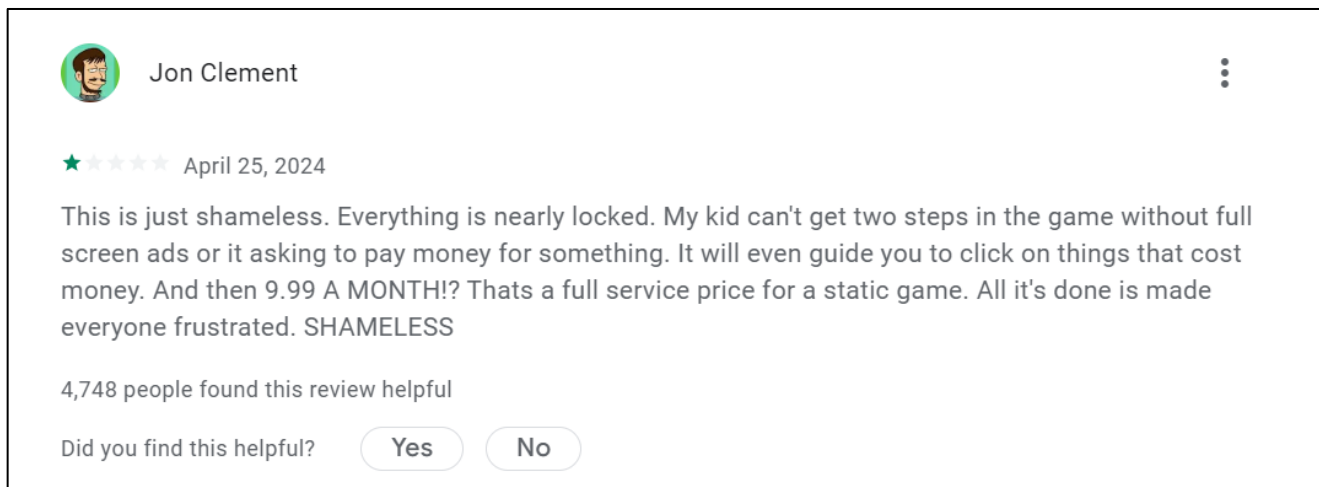 Jon Clement
April 25, 2024
This is just shameless. Everything is nearly locked. My kid can't get two steps in the game without full
screen ads or it asking to pay money for something. It will even guide you to click on things that cost
money. And then 9.99 A MONTH!? Thats a full service price for a static game. All it's done is made
everyone frustrated. SHAMELESS
4,748 people found this review helpful
Did you find this helpful? Yes No